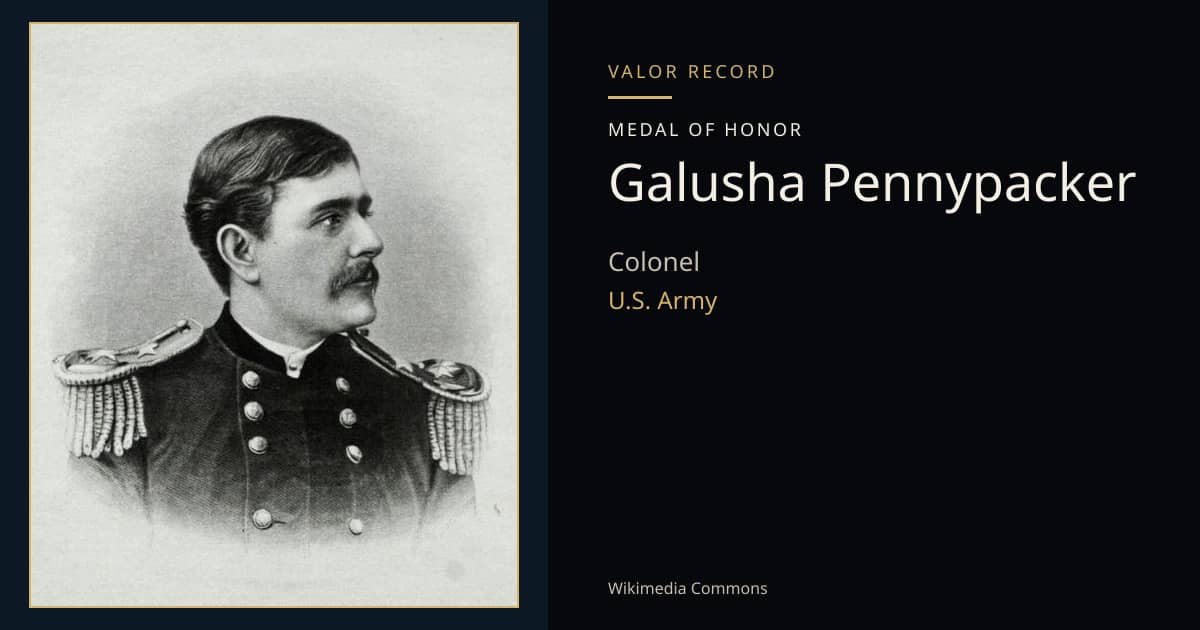 VALOR RECORD
MEDAL OF HONOR
Galusha Pennypacker
Colonel
U.S. Army
Wikimedia Commons